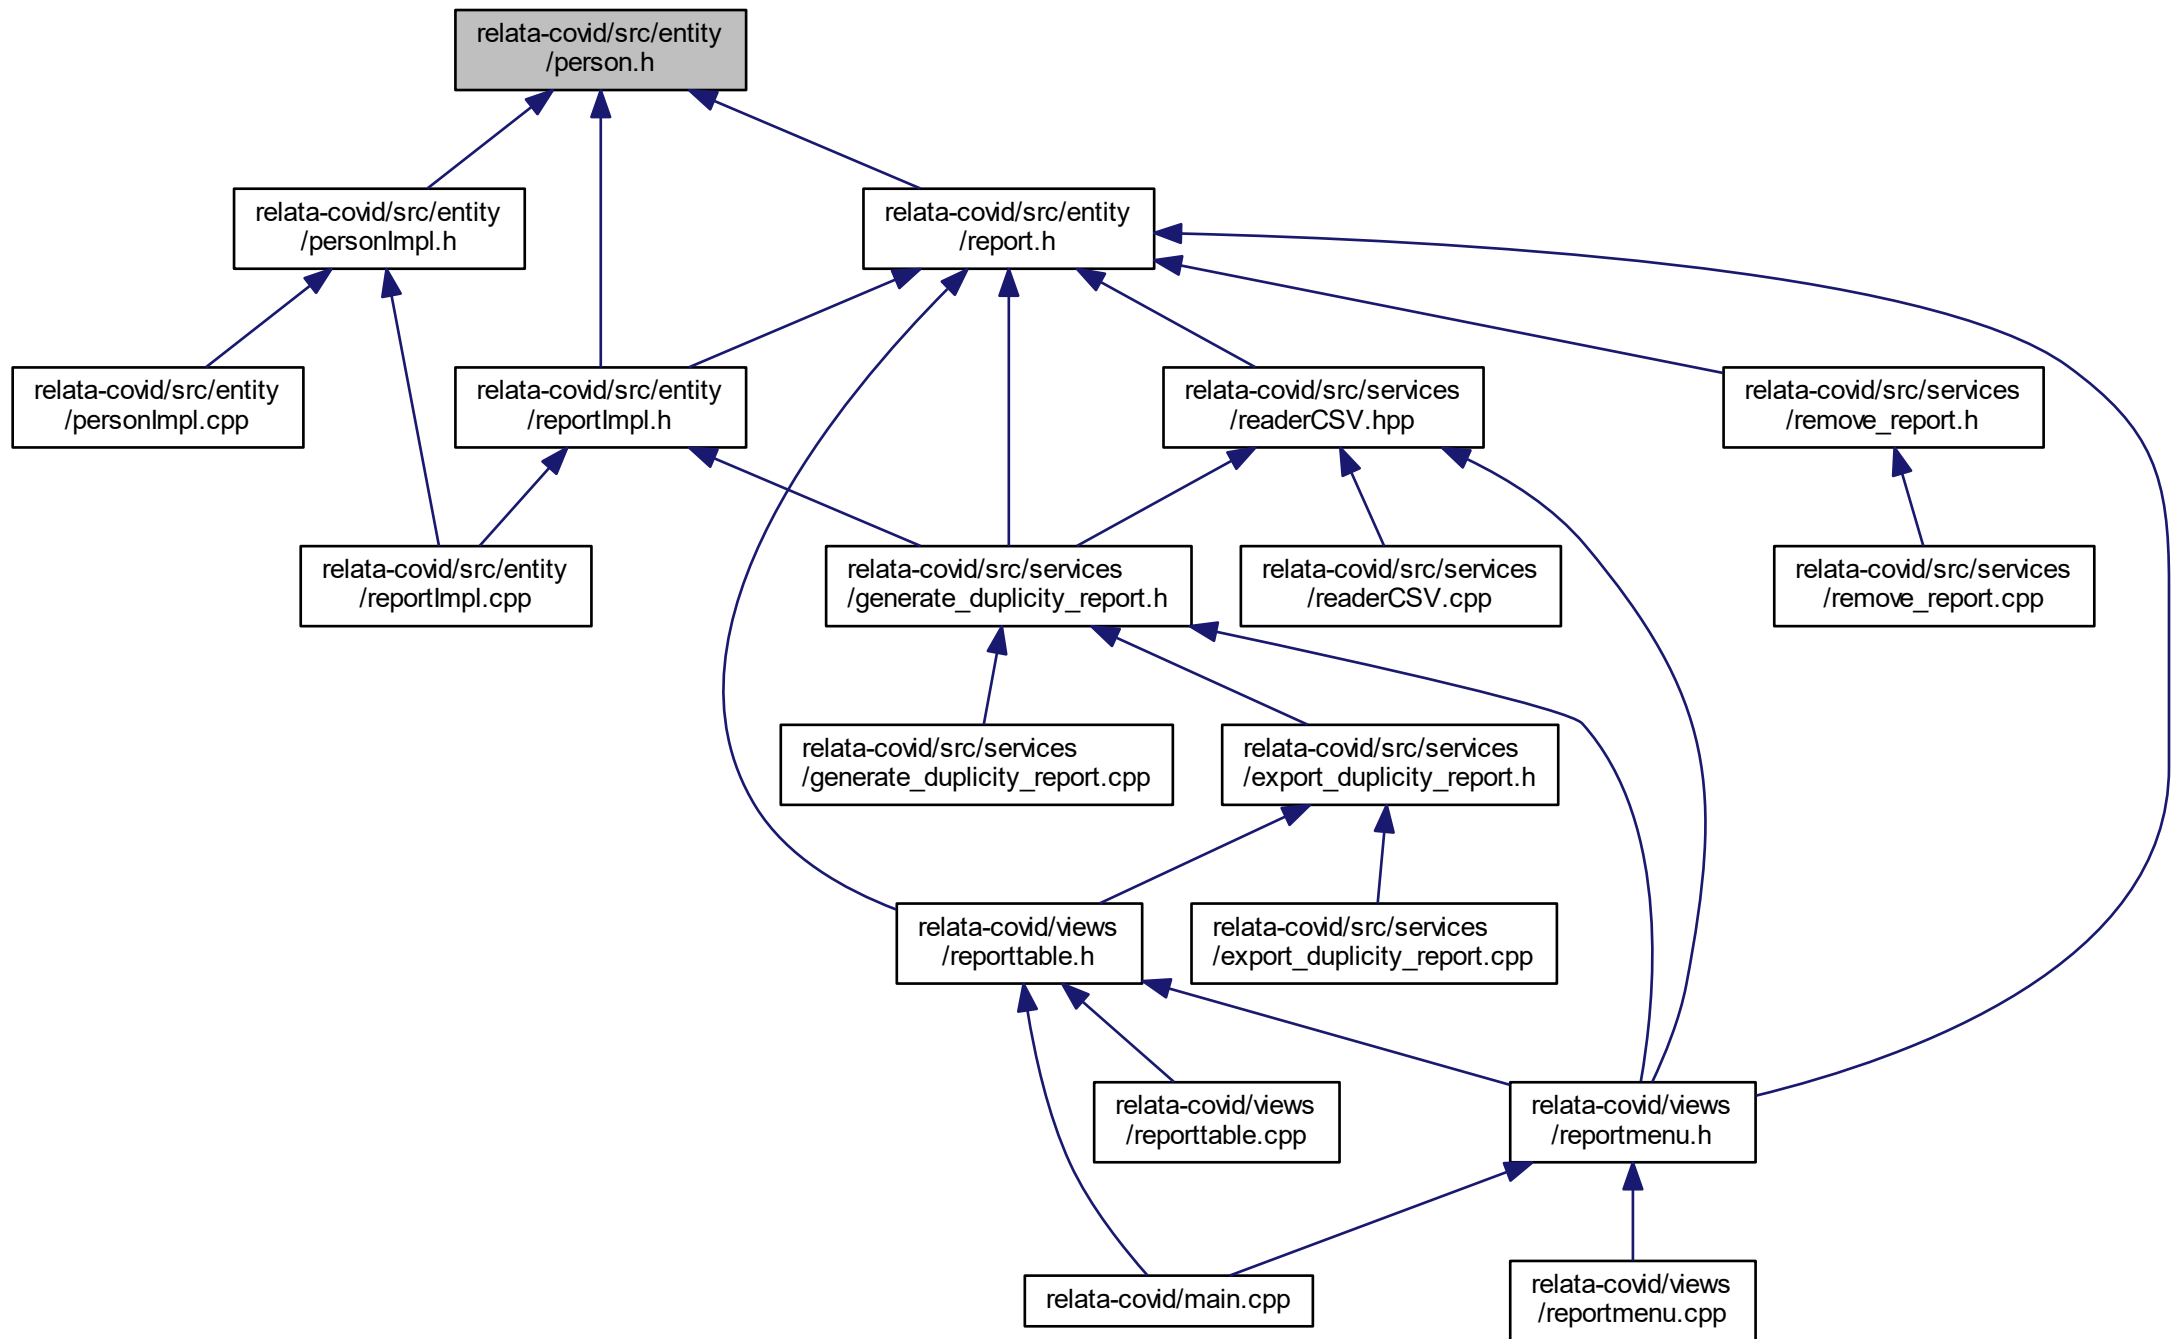 relata-covid/src/entity
/person.h
relata-covid/src/entity
/personImpl.h
relata-covid/src/entity
/report.h
relata-covid/src/entity
/personImpl.cpp
relata-covid/src/entity
/reportImpl.h
relata-covid/src/services
/readerCSV.hpp
relata-covid/src/services
/remove_report.h
relata-covid/src/entity
/reportImpl.cpp
relata-covid/src/services
/generate_duplicity_report.h
relata-covid/src/services
/readerCSV.cpp
relata-covid/src/services
/remove_report.cpp
relata-covid/src/services
/generate_duplicity_report.cpp
relata-covid/src/services
/export_duplicity_report.h
relata-covid/views
/reporttable.h
relata-covid/src/services
/export_duplicity_report.cpp
relata-covid/views
/reporttable.cpp
relata-covid/views
/reportmenu.h
relata-covid/main.cpp
relata-covid/views
/reportmenu.cpp